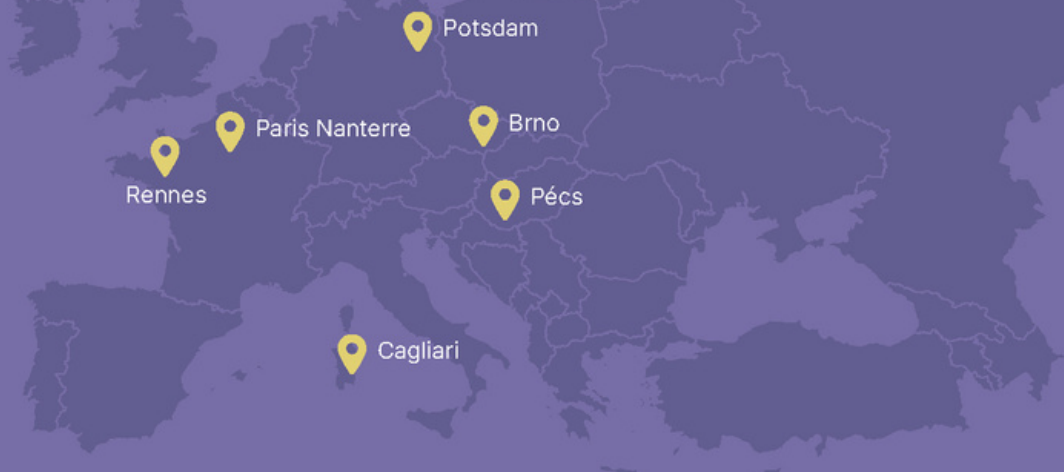 Potsdam
Paris Nanterre
Brno
Rennes
Pécs
Cagliari